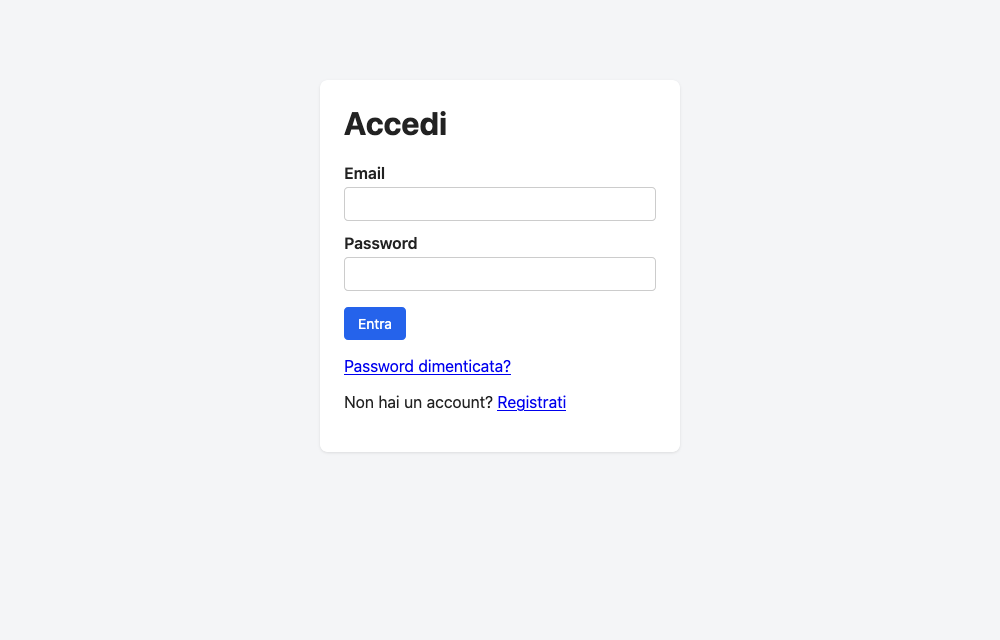 Accedi
Email
Password
Entra
Password dimenticata?
Non hai un account? Registrati